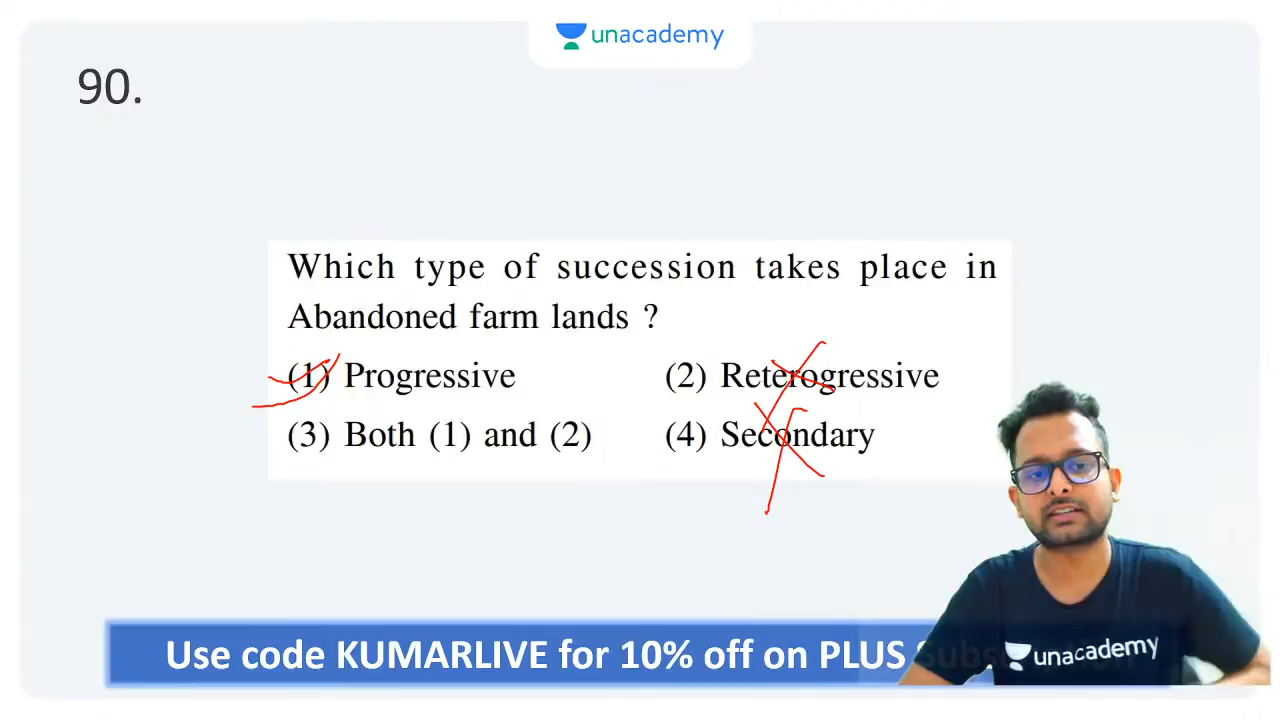 unacademy
90.
Which type of succession takes place in
Abandoned farm lands ?
(1) Progressive (2) Reterogressive
(3) Both (1) and (2) (4) Secondary
Use code KUMARLIVE for 10% off on PLUS
unacademy